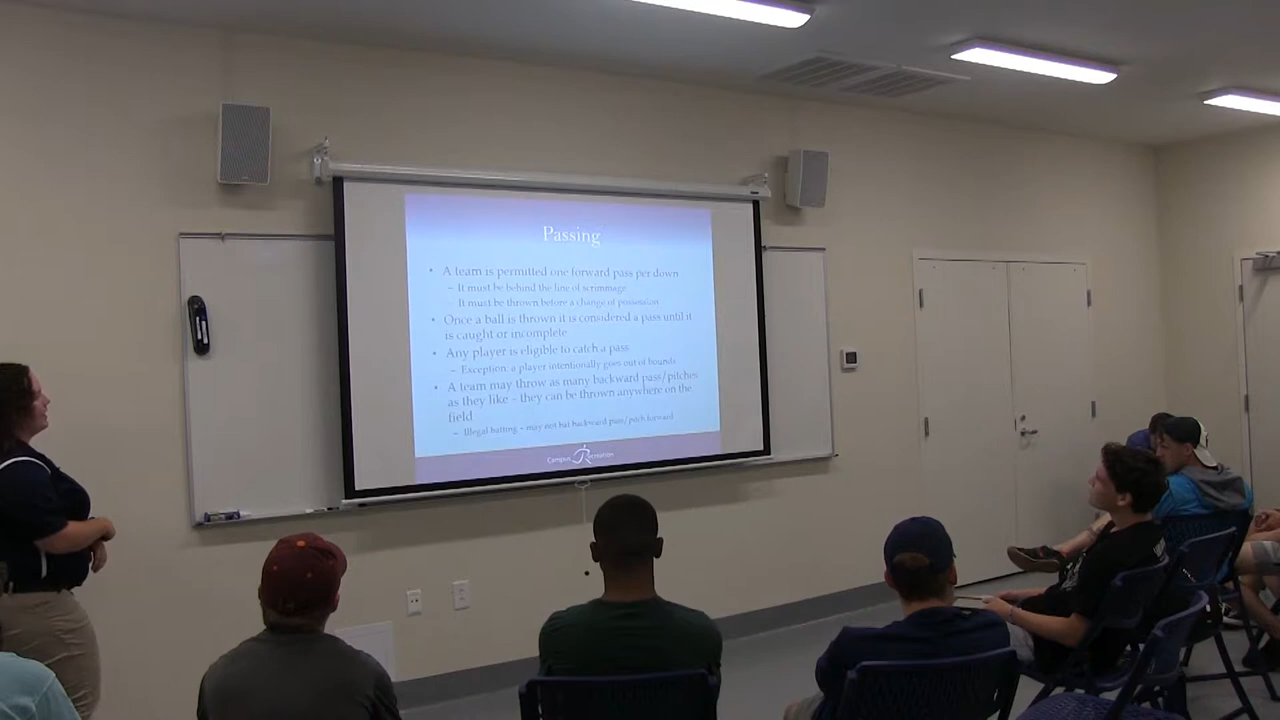 Passing
• A team is permitted one forward pass per down
– It must be behind the line of scrimmage
– It must be thrown before a change of possession
• Once a ball is thrown it is considered a pass until it
is caught or incomplete
• Any player is eligible to catch a pass
– Exception: a player intentionally goes out of bounds
• A team may throw as many backward pass/pitches
as they like – they can be thrown anywhere on the
field
– Illegal batting – may not bat backward pass/pitch forward
Campus Recreation